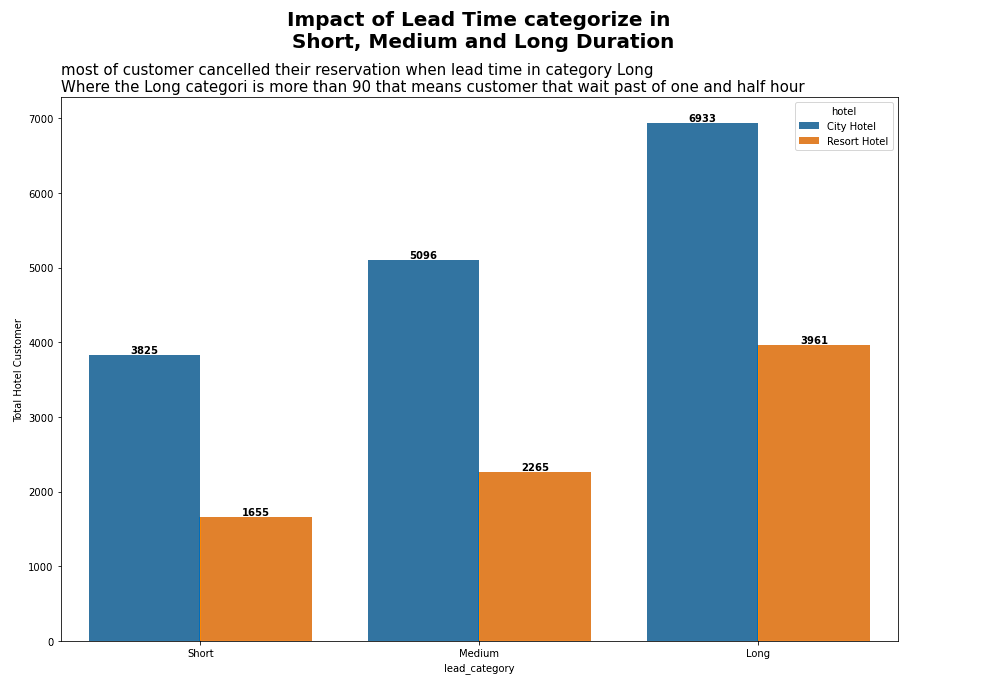 Impact of Lead Time categorize in
Short, Medium and Long Duration
most of customer cancelled their reservation when lead time in category Long
Where the Long categori is more than 90 that means customer that wait past of one and half hour
hotel
City Hotel
Resort Hotel
Total Hotel Customer
7000
6000
5000
4000
3000
2000
1000
0
3825
1655
5096
2265
6933
3961
Short
Medium
Long
lead_category